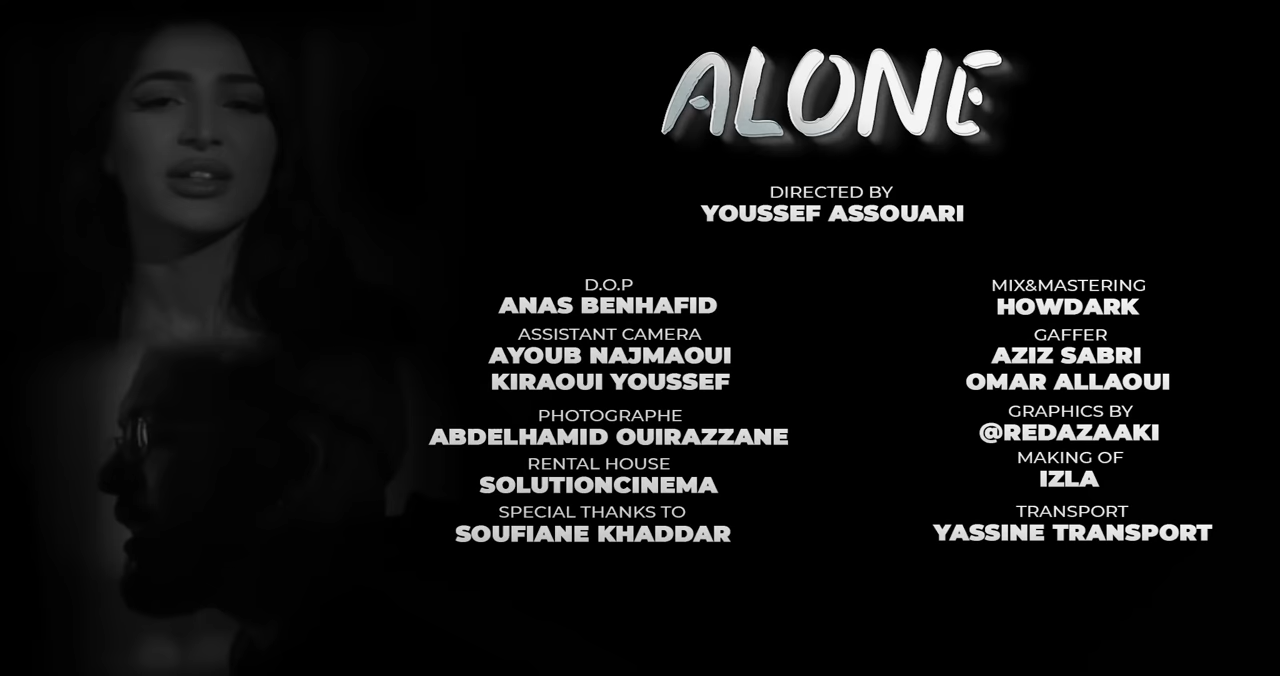 ALONE
DIRECTED BY
YOUSSEF ASSOUARI
D.O.P
ANAS BENHAFID
ASSISTANT CAMERA
AYOUB NAJMAOUI
KIRAOUI YOUSSEF
PHOTOGRAPHE
ABDELHAMID OUIRAZZANE
RENTAL HOUSE
SOLUTIONCINEMA
SPECIAL THANKS TO
SOUFIANE KHADDAR
MIX&MASTERING
HOWDARK
GAFFER
AZIZ SABRI
OMAR ALLAOUI
GRAPHICS BY
@REDAZAAKI
MAKING OF
IZLA
TRANSPORT
YASSINE TRANSPORT